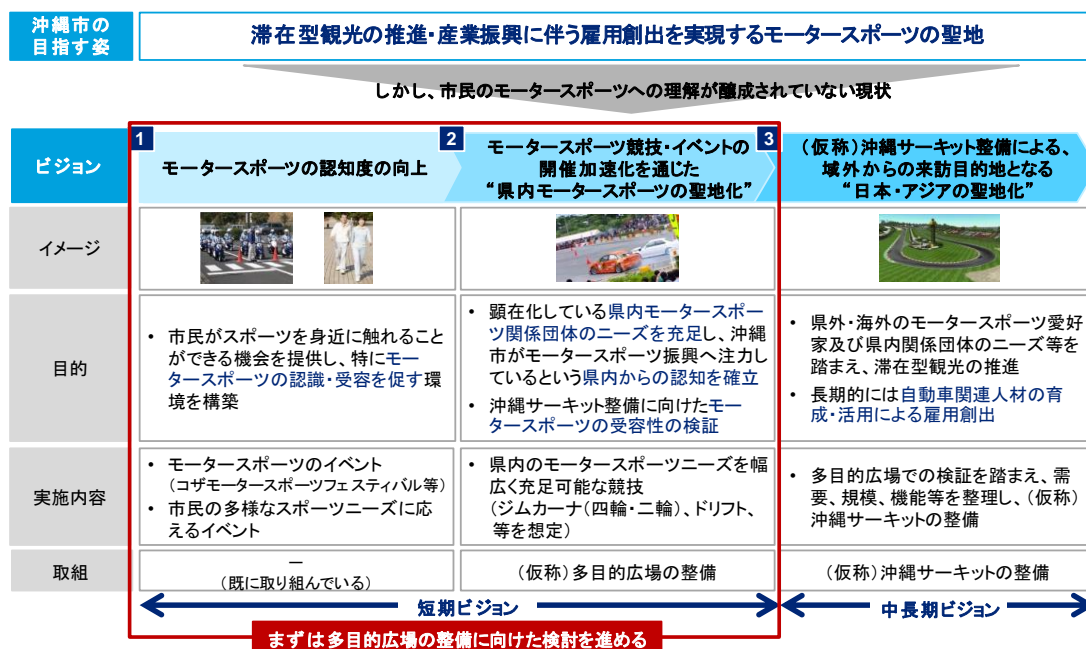 沖縄市の
目指す姿
滞在型観光の推進・産業振興に伴う雇用創出を実現するモータースポーツの聖地
しかし、市民のモータースポーツへの理解が醸成されていない現状
ビジョン
1
モータースポーツの認知度の向上
2
モータースポーツ競技・イベントの
開催加速化を通じた
“県内モータースポーツの聖地化”
3
(仮称)沖縄サーキット整備による、
域外からの来訪目的地となる
“日本・アジアの聖地化”
イメージ
目的
• 市民がスポーツを身近に触れること
ができる機会を提供し、特にモー
タースポーツの認識・受容を促す環
境を構築
• 顕在化している県内モータースポー
ツ関係団体のニーズを充足し、沖縄
市がモータースポーツ振興へ注力し
ているという県内からの認知を確立
• 沖縄サーキット整備に向けたモー
タースポーツの受容性の検証
• 県外・海外のモータースポーツ愛好
家及び県内関係団体のニーズ等を
踏まえ、滞在型観光の推進
• 長期的には自動車関連人材の育
成・活用による雇用創出
実施内容
• モータースポーツのイベント
(コザモータースポーツフェスティバル等)
• 市民の多様なスポーツニーズに応
えるイベント
• 県内のモータースポーツニーズを幅
広く充足可能な競技
(ジムカーナ(四輪・二輪)、ドリフト、
等を想定)
• 多目的広場での検証を踏まえ、需
要、規模、機能等を整理し、(仮称)
沖縄サーキットの整備
取組
―
(既に取り組んでいる)
(仮称)多目的広場の整備
(仮称)沖縄サーキットの整備
短期ビジョン
中長期ビジョン
まずは多目的広場の整備に向けた検討を進める